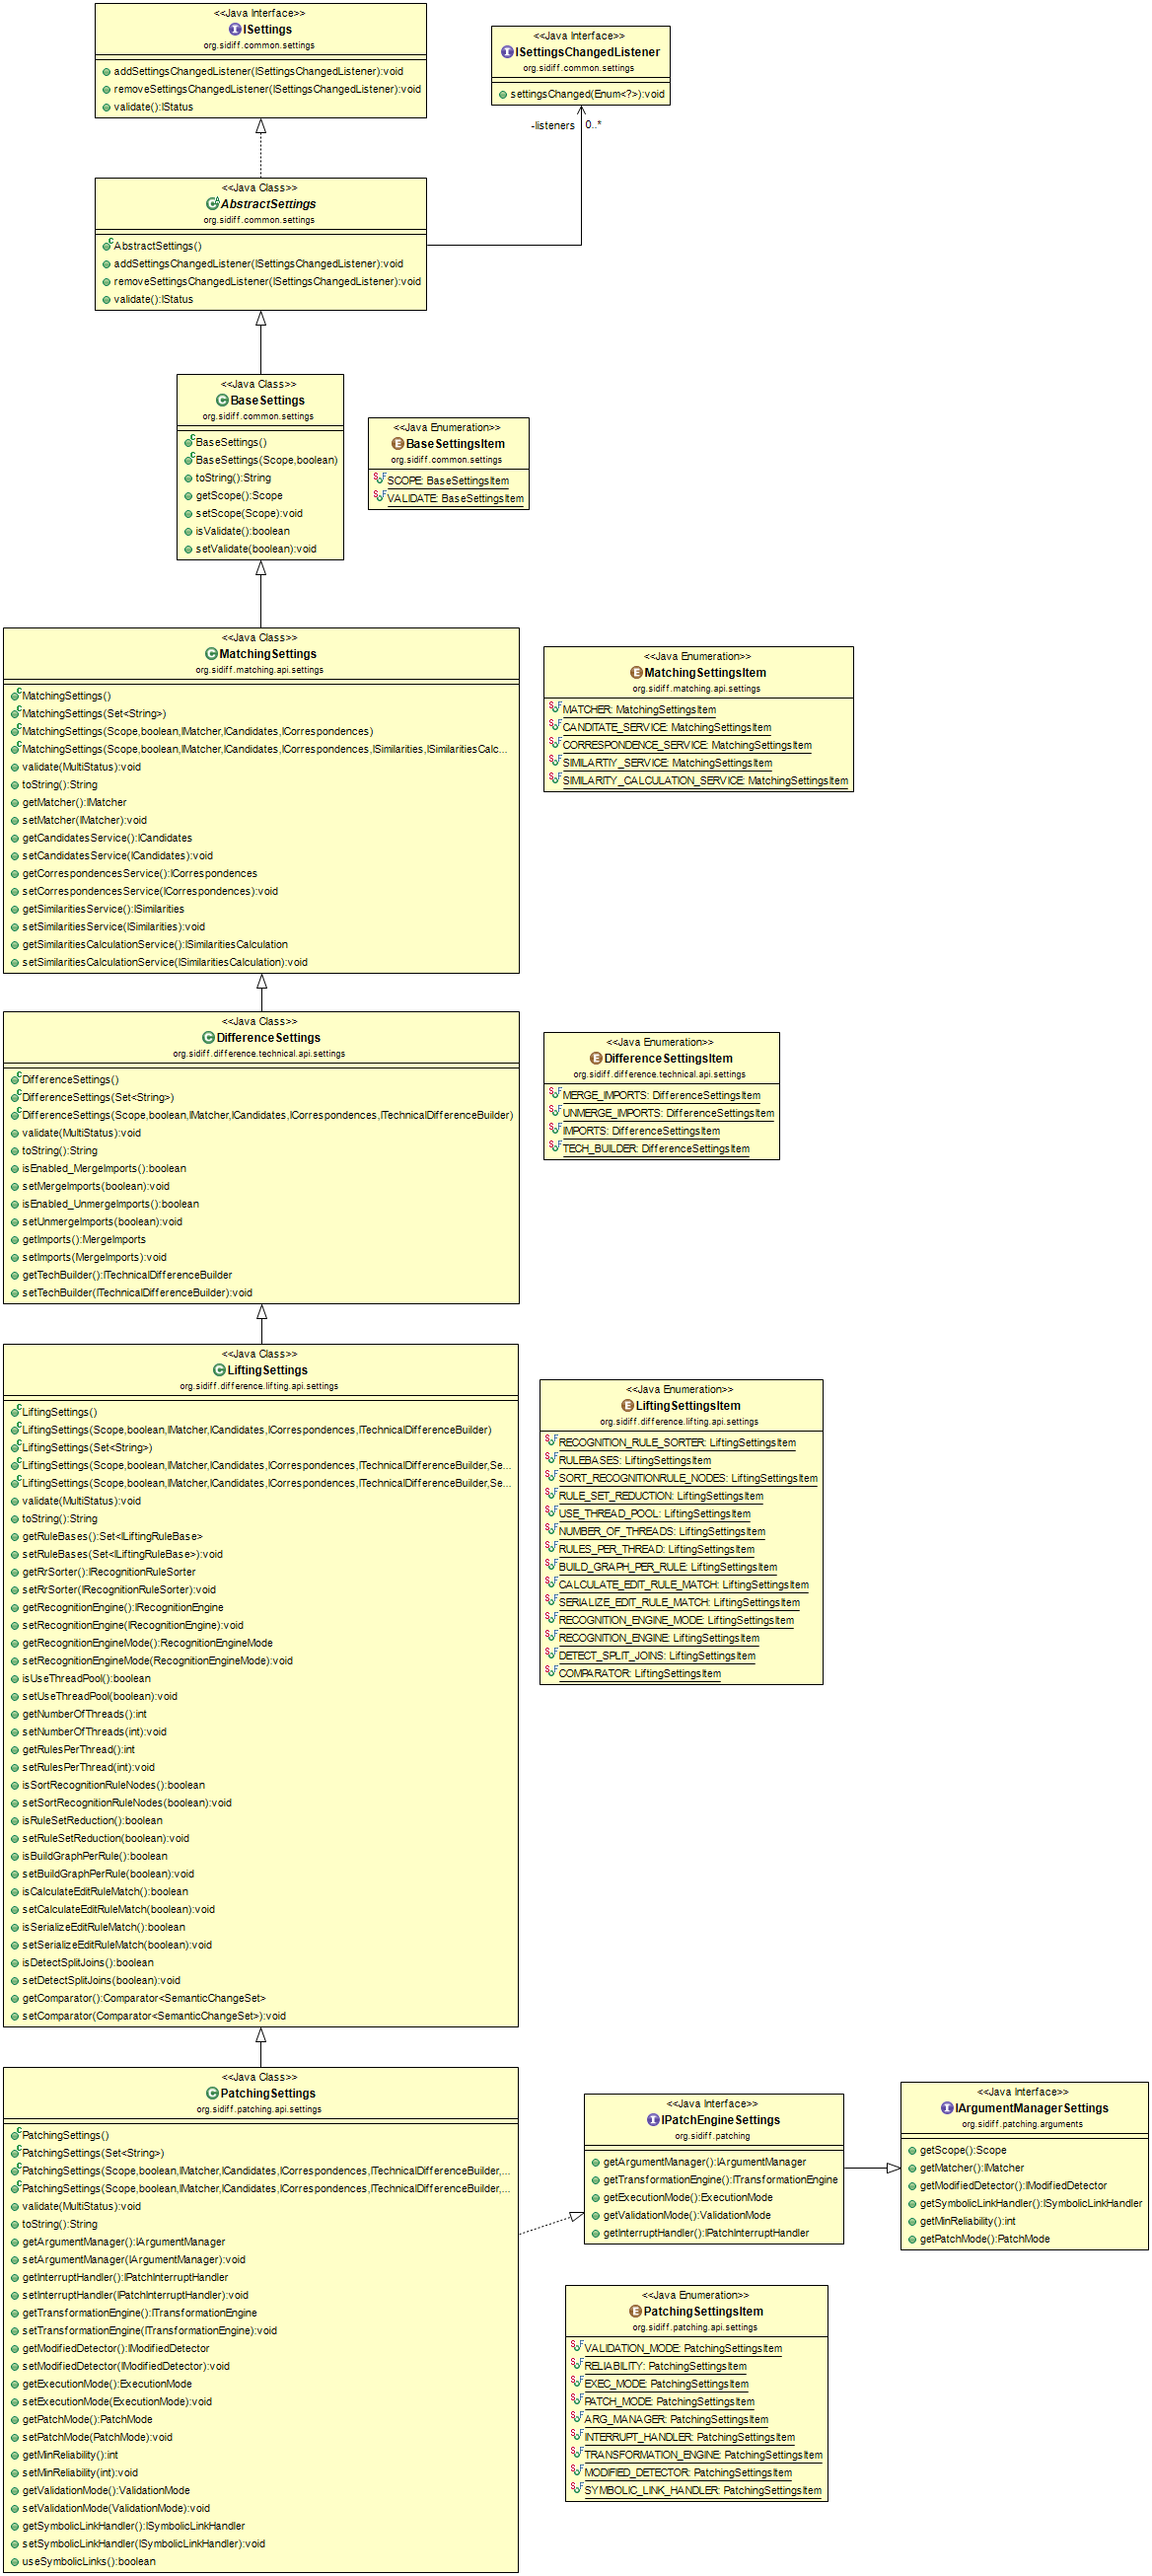 <<Java Interface>>
ISettings
org.sidiff.common.settings
addSettingsChangedListener(ISettingsChangedListener):void
removeSettingsChangedListener(ISettingsChangedListener):void
validate():IStatus
<<Java Interface>>
ISettingsChangedListener
org.sidiff.common.settings
settingsChanged(Enum<?>):void
-listeners 0..*
<<Java Class>>
AbstractSettings
org.sidiff.common.settings
AbstractSettings()
addSettingsChangedListener(ISettingsChangedListener):void
removeSettingsChangedListener(ISettingsChangedListener):void
validate():IStatus
<<Java Class>>
BaseSettings
org.sidiff.common.settings
BaseSettings()
BaseSettings(Scope,boolean)
toString():String
getScope():Scope
setScope(Scope):void
isValidate():boolean
setValidate(boolean):void
<<Java Enumeration>>
BaseSettingsItem
org.sidiff.common.settings
SCOPE: BaseSettingsItem
VALIDATE: BaseSettingsItem
<<Java Class>>
MatchingSettings
org.sidiff.matching.api.settings
MatchingSettings()
MatchingSettings(Set<String>)
MatchingSettings(Scope,boolean,IMatcher,ICandidates,ICorrespondences)
MatchingSettings(Scope,boolean,IMatcher,ICandidates,ICorrespondences,ISimilarities,ISimilaritiesCalc...
validate(MultiStatus):void
toString():String
getMatcher():IMatcher
setMatcher(IMatcher):void
getCandidatesService():ICandidates
setCandidatesService(ICandidates):void
getCorrespondencesService():ICorrespondences
setCorrespondencesService(ICorrespondences):void
getSimilaritiesService():ISimilarities
setSimilaritiesService(ISimilarities):void
getSimilaritiesCalculationService():ISimilaritiesCalculation
setSimilaritiesCalculationService(ISimilaritiesCalculation):void
<<Java Enumeration>>
MatchingSettingsItem
org.sidiff.matching.api.settings
MATCHER: MatchingSettingsItem
CANDITATE_SERVICE: MatchingSettingsItem
CORRESPONDENCE_SERVICE: MatchingSettingsItem
SIMILARTIY_SERVICE: MatchingSettingsItem
SIMILARITY_CALCULATION_SERVICE: MatchingSettingsItem
<<Java Class>>
DifferenceSettings
org.sidiff.difference.technical.api.settings
DifferenceSettings()
DifferenceSettings(Set<String>)
DifferenceSettings(Scope,boolean,IMatcher,ICandidates,ICorrespondences,ITechnicalDifferenceBuilder)
validate(MultiStatus):void
toString():String
isEnabled_MergeImports():boolean
setMergeImports(boolean):void
isEnabled_UnmergeImports():boolean
setUnmergeImports(boolean):void
getImports():MergeImports
setImports(MergeImports):void
getTechBuilder():ITechnicalDifferenceBuilder
setTechBuilder(ITechnicalDifferenceBuilder):void
<<Java Enumeration>>
DifferenceSettingsItem
org.sidiff.difference.technical.api.settings
MERGE_IMPORTS: DifferenceSettingsItem
UNMERGE_IMPORTS: DifferenceSettingsItem
IMPORTS: DifferenceSettingsItem
TECH_BUILDER: DifferenceSettingsItem
<<Java Class>>
LiftingSettings
org.sidiff.difference.lifting.api.settings
LiftingSettings()
LiftingSettings(Scope,boolean,IMatcher,ICandidates,ICorrespondences,ITechnicalDifferenceBuilder)
LiftingSettings(Set<String>)
LiftingSettings(Scope,boolean,IMatcher,ICandidates,ICorrespondences,ITechnicalDifferenceBuilder,Se...
LiftingSettings(Scope,boolean,IMatcher,ICandidates,ICorrespondences,ITechnicalDifferenceBuilder,Se...
validate(MultiStatus):void
toString():String
getRuleBases():Set<ILiftingRuleBase>
setRuleBases(Set<ILiftingRuleBase>):void
getRrSorter():IRecognitionRuleSorter
setRrSorter(IRecognitionRuleSorter):void
getRecognitionEngine():IRecognitionEngine
setRecognitionEngine(IRecognitionEngine):void
getRecognitionEngineMode():RecognitionEngineMode
setRecognitionEngineMode(RecognitionEngineMode):void
isUseThreadPool():boolean
setUseThreadPool(boolean):void
getNumberOfThreads():int
setNumberOfThreads(int):void
getRulesPerThread():int
setRulesPerThread(int):void
isSortRecognitionRuleNodes():boolean
setSortRecognitionRuleNodes(boolean):void
isRuleSetReduction():boolean
setRuleSetReduction(boolean):void
isBuildGraphPerRule():boolean
setBuildGraphPerRule(boolean):void
isCalculateEditRuleMatch():boolean
setCalculateEditRuleMatch(boolean):void
isSerializeEditRuleMatch():boolean
setSerializeEditRuleMatch(boolean):void
isDetectSplitJoins():boolean
setDetectSplitJoins(boolean):void
getComparator():Comparator<SemanticChangeSet>
setComparator(Comparator<SemanticChangeSet>):void
<<Java Enumeration>>
LiftingSettingsItem
org.sidiff.difference.lifting.api.settings
RECOGNITION_RULE_SORTER: LiftingSettingsItem
RULEBASES: LiftingSettingsItem
SORT_RECOGNITIONRULE_NODES: LiftingSettingsItem
RULE_SET_REDUCTION: LiftingSettingsItem
USE_THREAD_POOL: LiftingSettingsItem
NUMBER_OF_THREADS: LiftingSettingsItem
RULES_PER_THREAD: LiftingSettingsItem
BUILD_GRAPH_PER_RULE: LiftingSettingsItem
CALCULATE_EDIT_RULE_MATCH: LiftingSettingsItem
SERIALIZE_EDIT_RULE_MATCH: LiftingSettingsItem
RECOGNITION_ENGINE_MODE: LiftingSettingsItem
RECOGNITION_ENGINE: LiftingSettingsItem
DETECT_SPLIT_JOINS: LiftingSettingsItem
COMPARATOR: LiftingSettingsItem
<<Java Class>>
PatchingSettings
org.sidiff.patching.api.settings
PatchingSettings()
PatchingSettings(Set<String>)
PatchingSettings(Scope,boolean,IMatcher,ICandidates,ICorrespondences,ITechnicalDifferenceBuilder,...
PatchingSettings(Scope,boolean,IMatcher,ICandidates,ICorrespondences,ITechnicalDifferenceBuilder,...
validate(MultiStatus):void
toString():String
getArgumentManager():IArgumentManager
setArgumentManager(IArgumentManager):void
getInterruptHandler():IPatchInterruptHandler
setInterruptHandler(IPatchInterruptHandler):void
getTransformationEngine():ITransformationEngine
setTransformationEngine(ITransformationEngine):void
getModifiedDetector():IModifiedDetector
setModifiedDetector(IModifiedDetector):void
getExecutionMode():ExecutionMode
setExecutionMode(ExecutionMode):void
getPatchMode():PatchMode
setPatchMode(PatchMode):void
getMinReliability():int
setMinReliability(int):void
getValidationMode():ValidationMode
setValidationMode(ValidationMode):void
getSymbolicLinkHandler():ISymbolicLinkHandler
setSymbolicLinkHandler(ISymbolicLinkHandler):void
useSymbolicLinks():boolean
<<Java Interface>>
IPatchEngineSettings
org.sidiff.patching
getArgumentManager():IArgumentManager
getTransformationEngine():ITransformationEngine
getExecutionMode():ExecutionMode
getValidationMode():ValidationMode
getInterruptHandler():IPatchInterruptHandler
<<Java Interface>>
IArgumentManagerSettings
org.sidiff.patching.arguments
getScope():Scope
getMatcher():IMatcher
getModifiedDetector():IModifiedDetector
getSymbolicLinkHandler():ISymbolicLinkHandler
getMinReliability():int
getPatchMode():PatchMode
<<Java Enumeration>>
PatchingSettingsItem
org.sidiff.patching.api.settings
VALIDATION_MODE: PatchingSettingsItem
RELIABILITY: PatchingSettingsItem
EXEC_MODE: PatchingSettingsItem
PATCH_MODE: PatchingSettingsItem
ARG_MANAGER: PatchingSettingsItem
INTERRUPT_HANDLER: PatchingSettingsItem
TRANSFORMATION_ENGINE: PatchingSettingsItem
MODIFIED_DETECTOR: PatchingSettingsItem
SYMBOLIC_LINK_HANDLER: PatchingSettingsItem